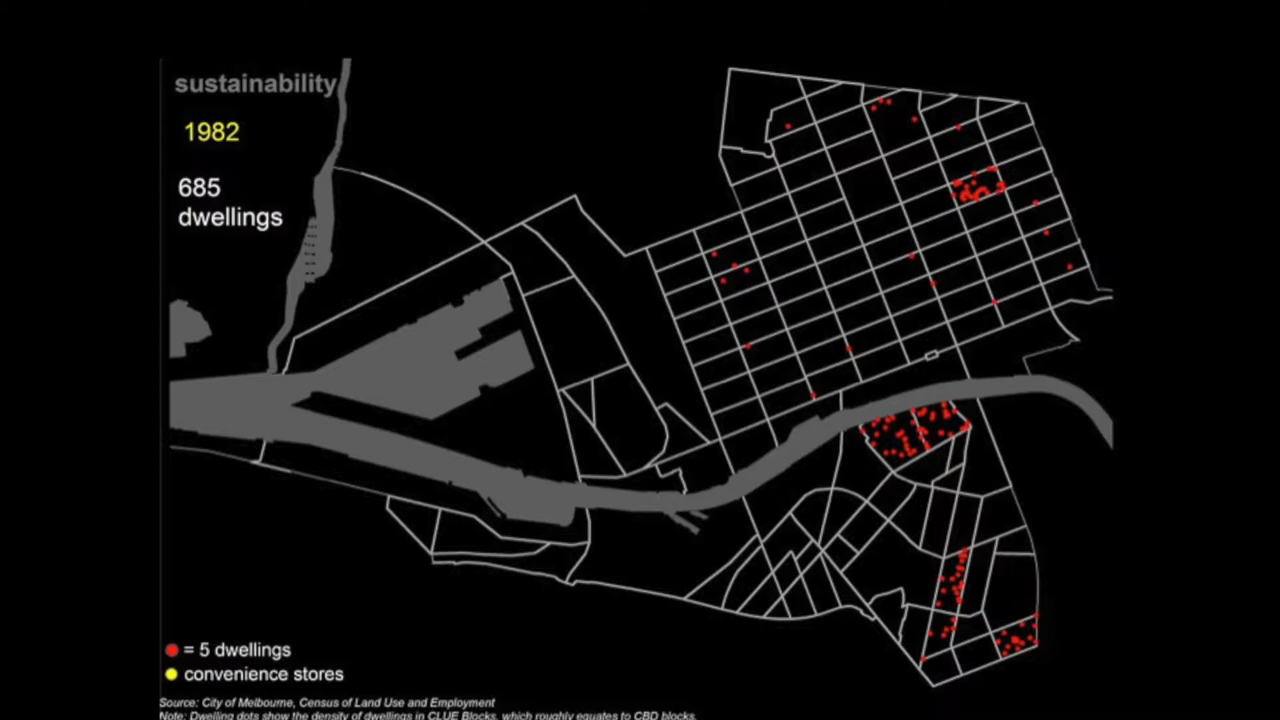 sustainability
1982
685
dwellings
= 5 dwellings
convenience stores
Source: City of Melbourne, Census of Land Use and Employment
Note: Dwelling dots show the density of dwellings in CLUE Blocks, which roughly equates to CBD blocks.